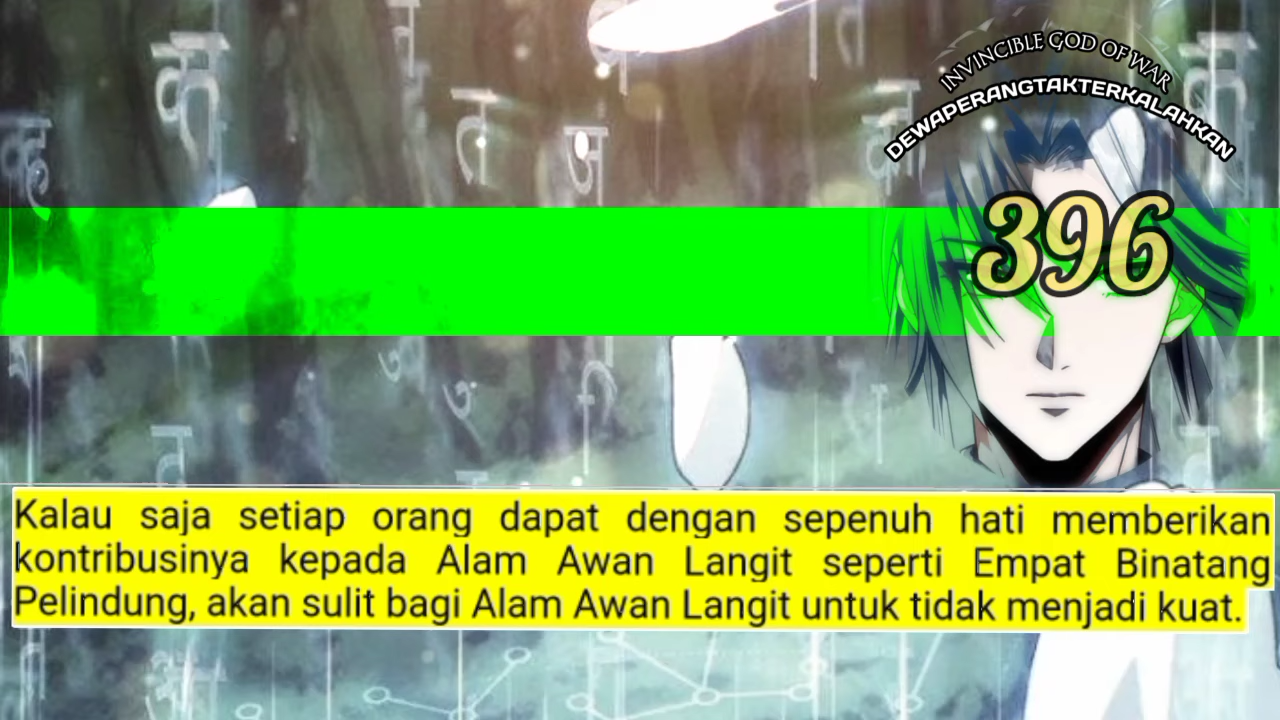 INVINCIBLE GOD OF WAR
DEWAPERANGTAKTERKALAHKAN
396
Kalau saja setiap orang dapat dengan sepenuh hati memberikan
kontribusinya kepada Alam Awan Langit seperti Empat Binatang
Pelindung, akan sulit bagi Alam Awan Langit untuk tidak menjadi kuat.